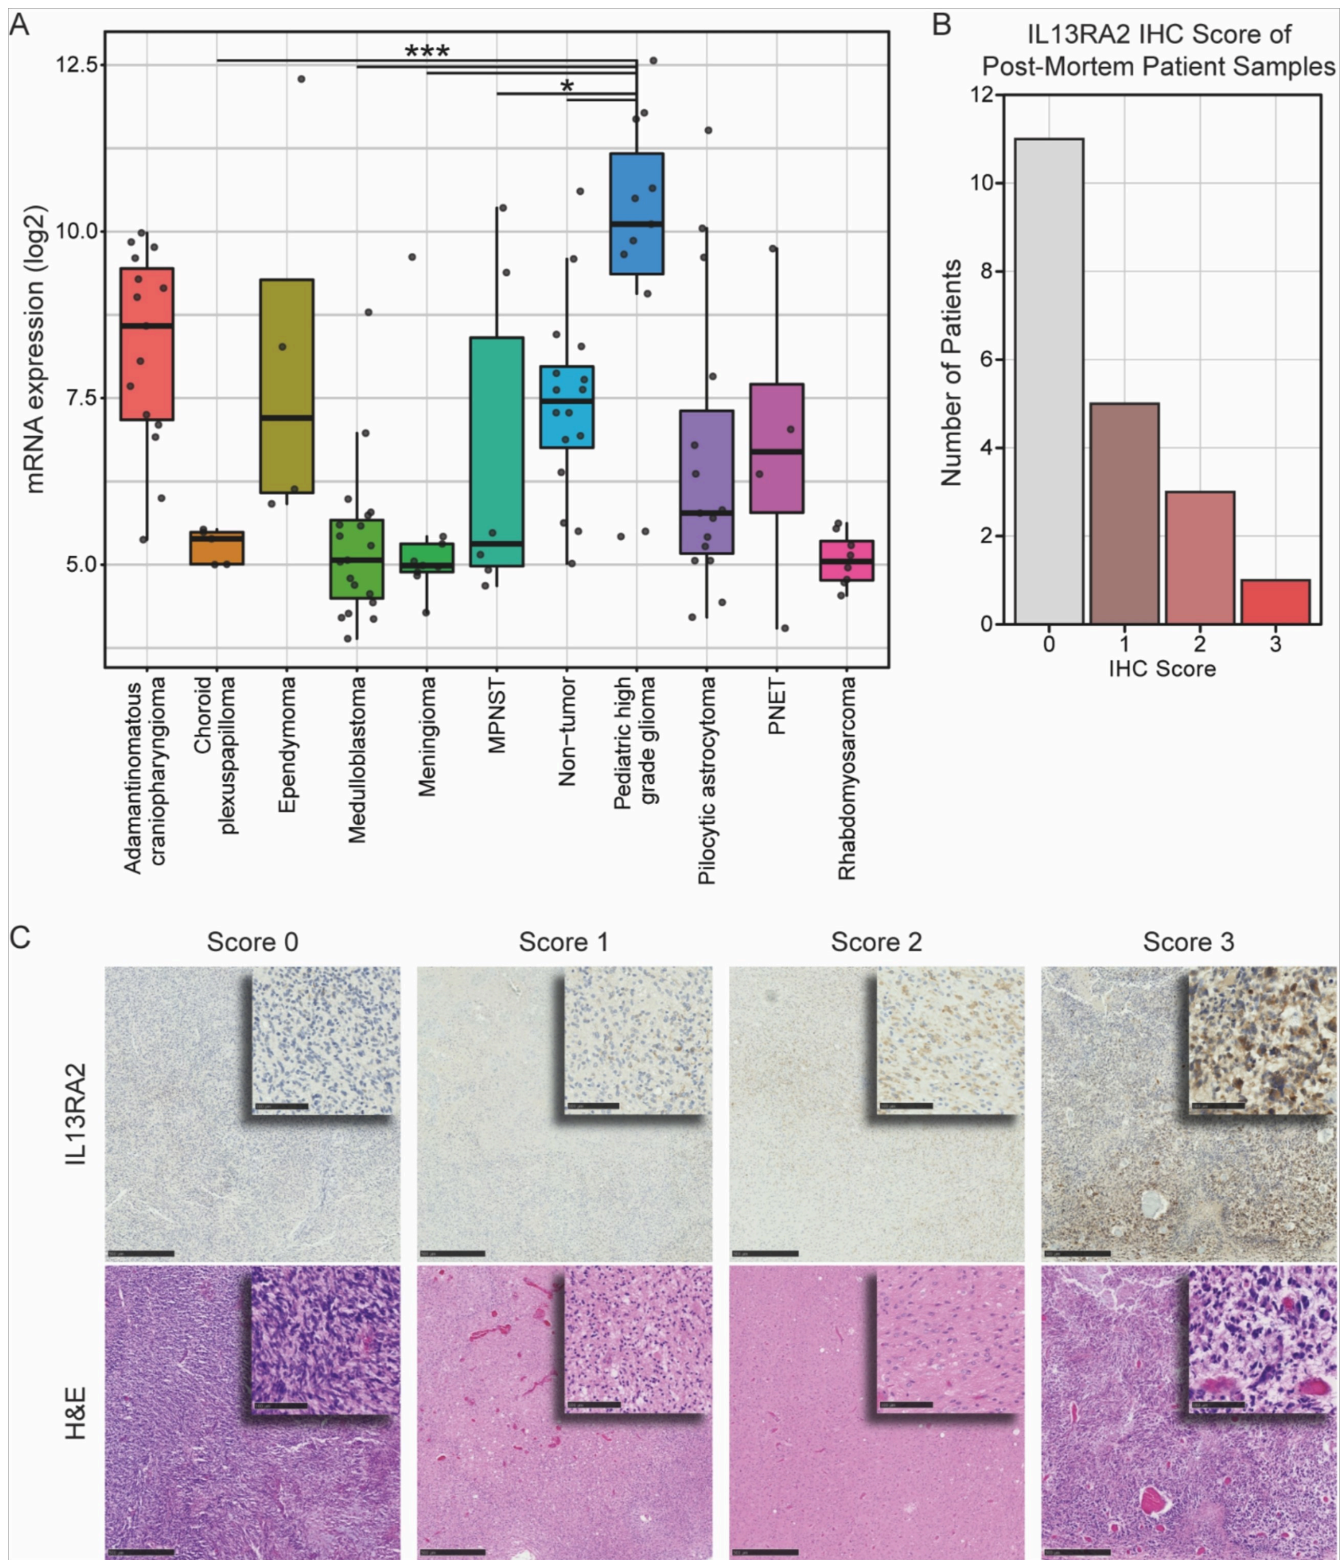 A
mRNA expression (log2)
12.5
10.0
7.5
5.0
***
*
Adamantinomatous
craniopharyngioma
Choroid
plexuspapilloma
Ependymoma
Medulloblastoma
Meningioma
MPNST
Non−tumor
Pediatric high
grade glioma
Pilocytic astrocytoma
PNET
Rhabdomyosarcoma
B
IL13RA2 IHC Score of
Post-Mortem Patient Samples
Number of Patients
12
10
8
6
4
2
0
0 1 2 3
IHC Score
C
Score 0 Score 1 Score 2 Score 3
IL13RA2
H&E